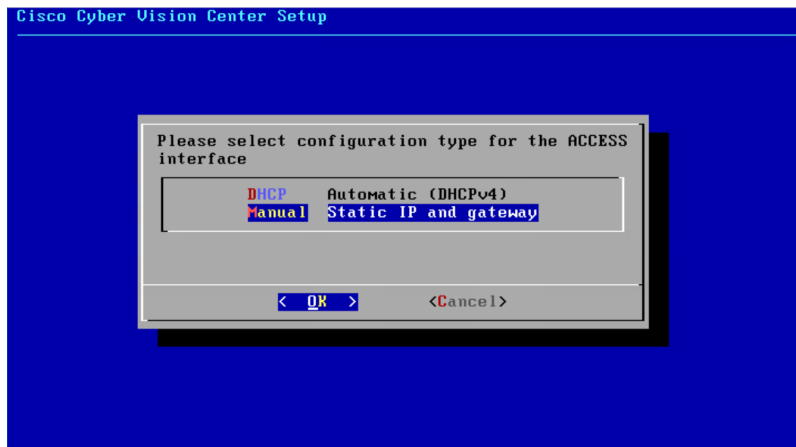 Cisco Cyber Vision Center Setup
Please select configuration type for the ACCESS
interface
DHCP Automatic (DHCPv4)
Manual Static IP and gateway
< OK > <Cancel>